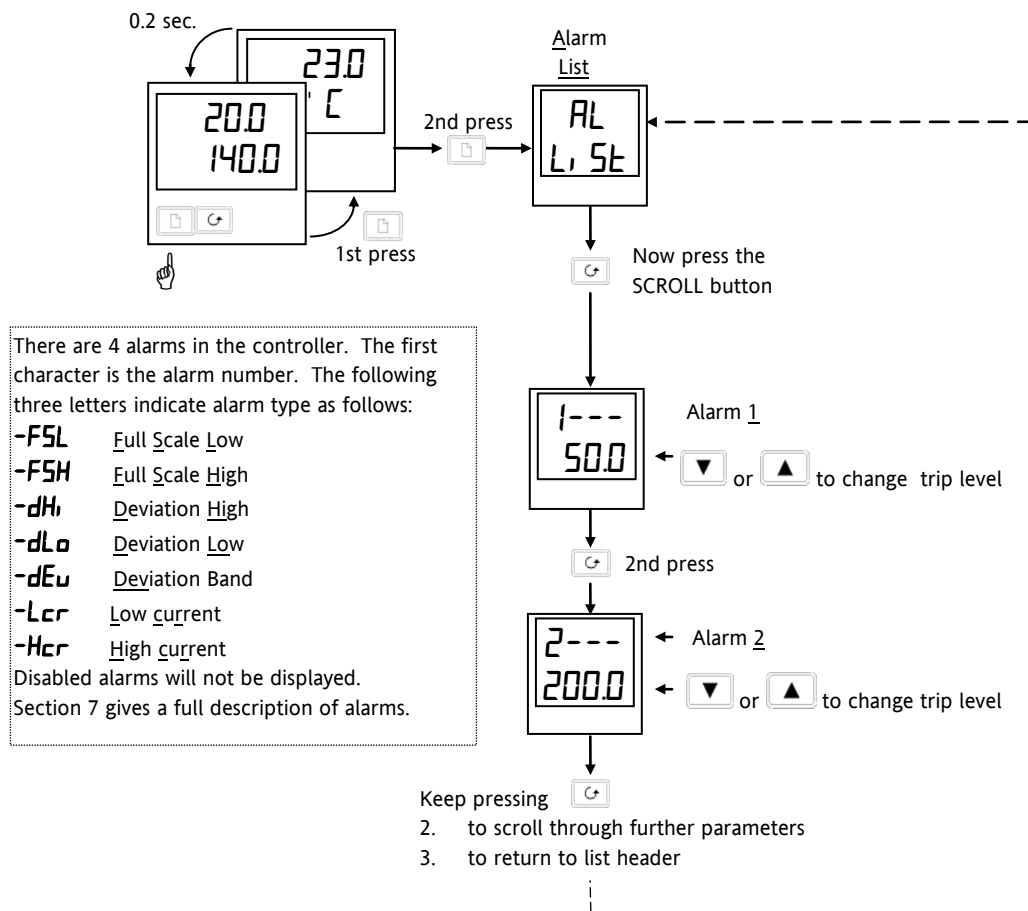 0.2 sec.
23.0
° C
20.0
140.0
1st press
2nd press
Alarm
List
AL
Li St
Now press the
SCROLL button
1---
50.0
Alarm 1
▼ or ▲ to change trip level
2nd press
2---
200.0
Alarm 2
▼ or ▲ to change trip level
Keep pressing
2. to scroll through further parameters
3. to return to list header
There are 4 alarms in the controller. The first
character is the alarm number. The following
three letters indicate alarm type as follows:
-FSL Full Scale Low
-FSH Full Scale High
-dHi Deviation High
-dLo Deviation Low
-dEv Deviation Band
-Lcr Low current
-Hcr High current
Disabled alarms will not be displayed.
Section 7 gives a full description of alarms.